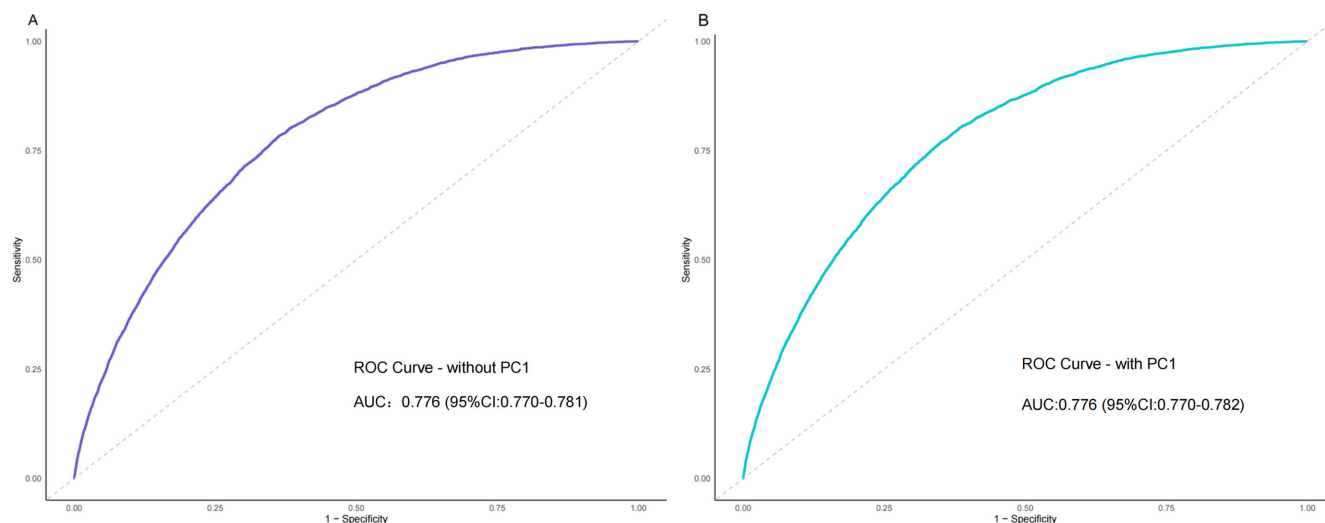 A
1.00
0.75
0.50
0.25
0.00
Sensitivity
ROC Curve - without PC1
AUC：0.776 (95%CI:0.770-0.781)
0.00 0.25 0.50 0.75 1.00
1 − Specificity
B
1.00
0.75
0.50
0.25
0.00
Sensitivity
ROC Curve - with PC1
AUC:0.776 (95%CI:0.770-0.782)
0.00 0.25 0.50 0.75 1.00
1 − Specificity